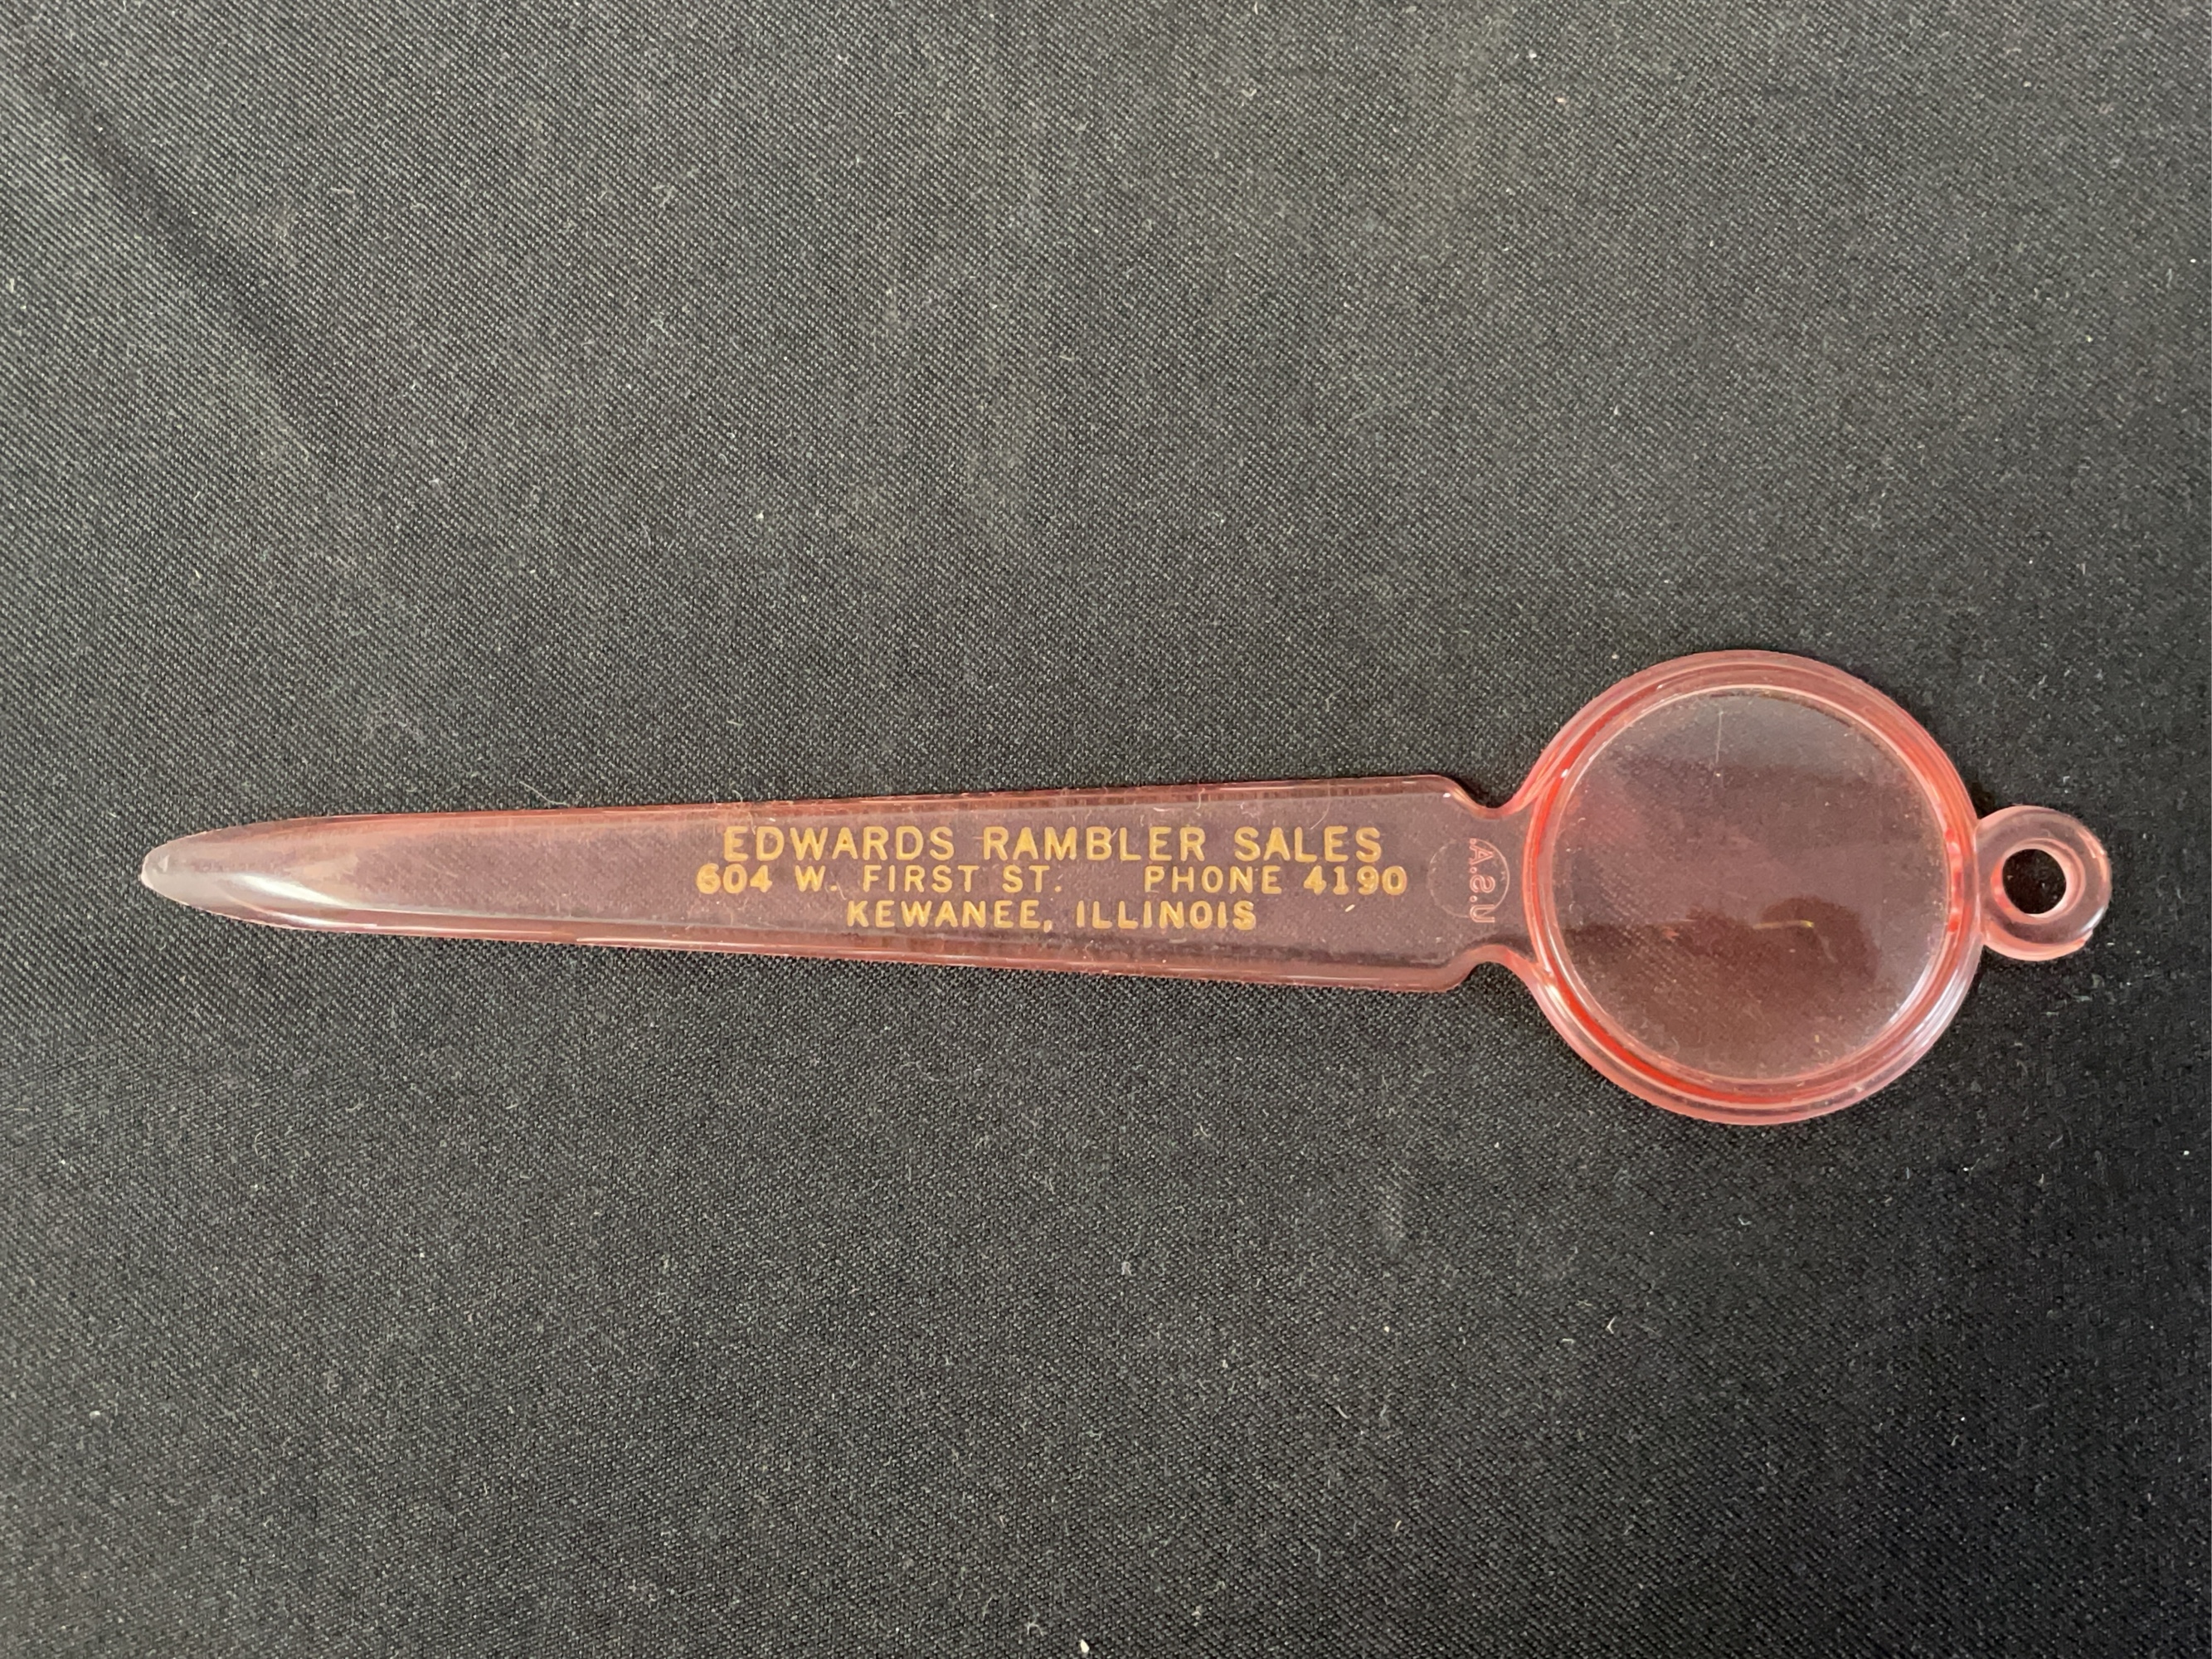 EDWARDS RAMBLER SALES
604 W. FIRST ST. PHONE 4190
KEWANEE, ILLINOIS
U.S.A.